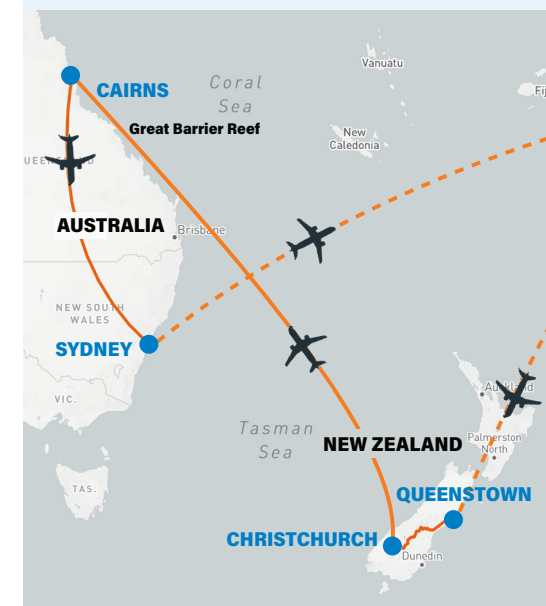 Vanuatu
Coral
Sea
CAIRNS
Fij
Great Barrier Reef
New
Caledonia
AUSTRALIA
Brisbane
NEW SOUTH
WALES
SYDNEY
VIC.
Auckland
Tasman
Sea
NEW ZEALAND
Palmerston
North
TAS.
QUEENSTOWN
CHRISTCHURCH
Dunedin